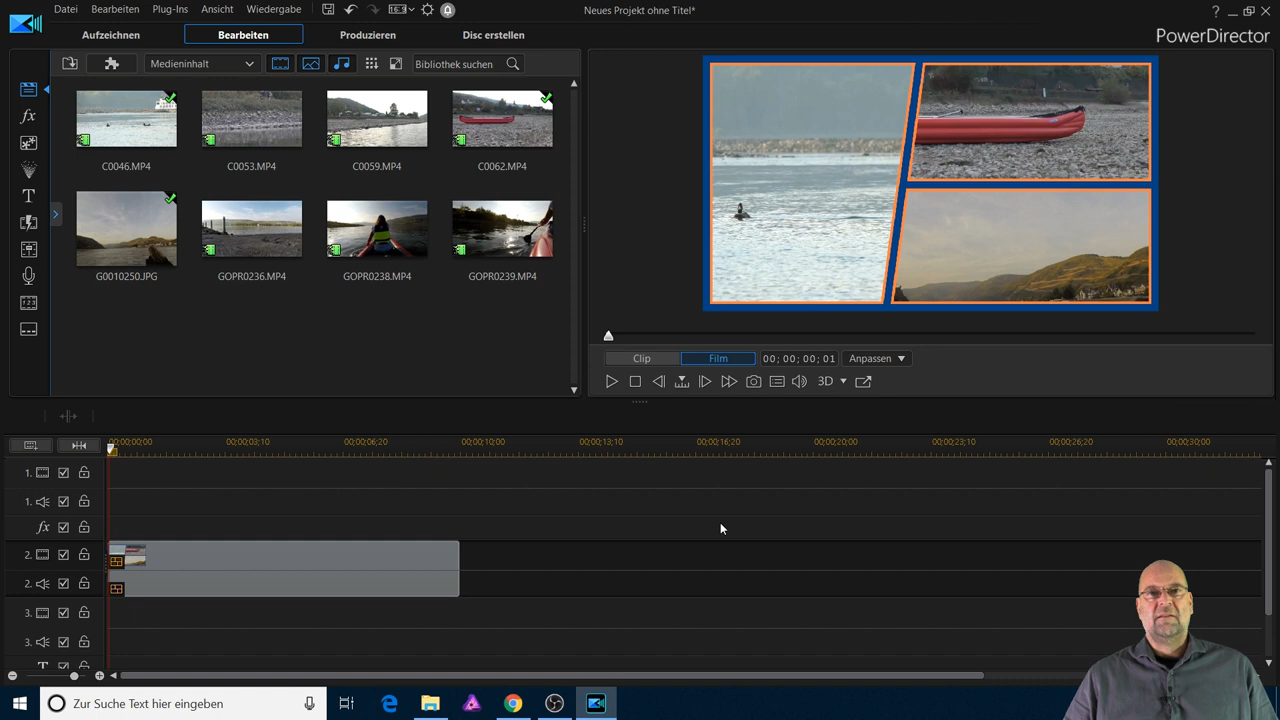 Datei Bearbeiten Plug-Ins Ansicht Wiedergabe
Neues Projekt ohne Titel*
PowerDirector
Aufzeichnen Bearbeiten Produzieren Disc erstellen
Medieninhalt Bibliothek suchen
C0046.MP4 C0053.MP4 C0059.MP4 C0062.MP4
G0010250.JPG GOPR0236.MP4 GOPR0238.MP4 GOPR0239.MP4
Clip Film 00; 00; 00; 01 Anpassen
3D
00;00;00;00 00;00;03;10 00;00;06;20 00;00;10;00 00;00;13;10 00;00;16;20 00;00;20;00 00;00;23;10 00;00;26;20 00;00;30;00
1.
1.
fx
2.
2.
3.
3.
T
Zur Suche Text hier eingeben